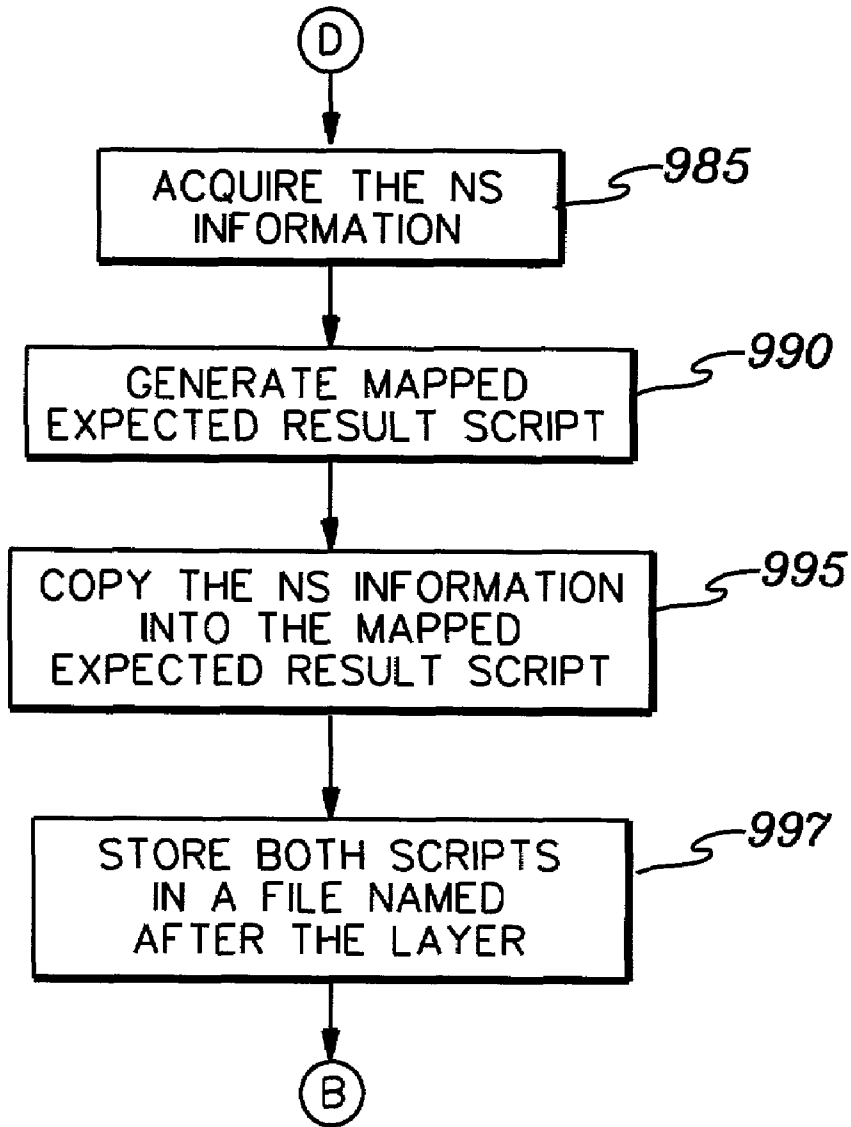 D
ACQUIRE THE NS
INFORMATION
985
GENERATE MAPPED
EXPECTED RESULT SCRIPT
990
COPY THE NS INFORMATION
INTO THE MAPPED
EXPECTED RESULT SCRIPT
995
STORE BOTH SCRIPTS
IN A FILE NAMED
AFTER THE LAYER
997
B